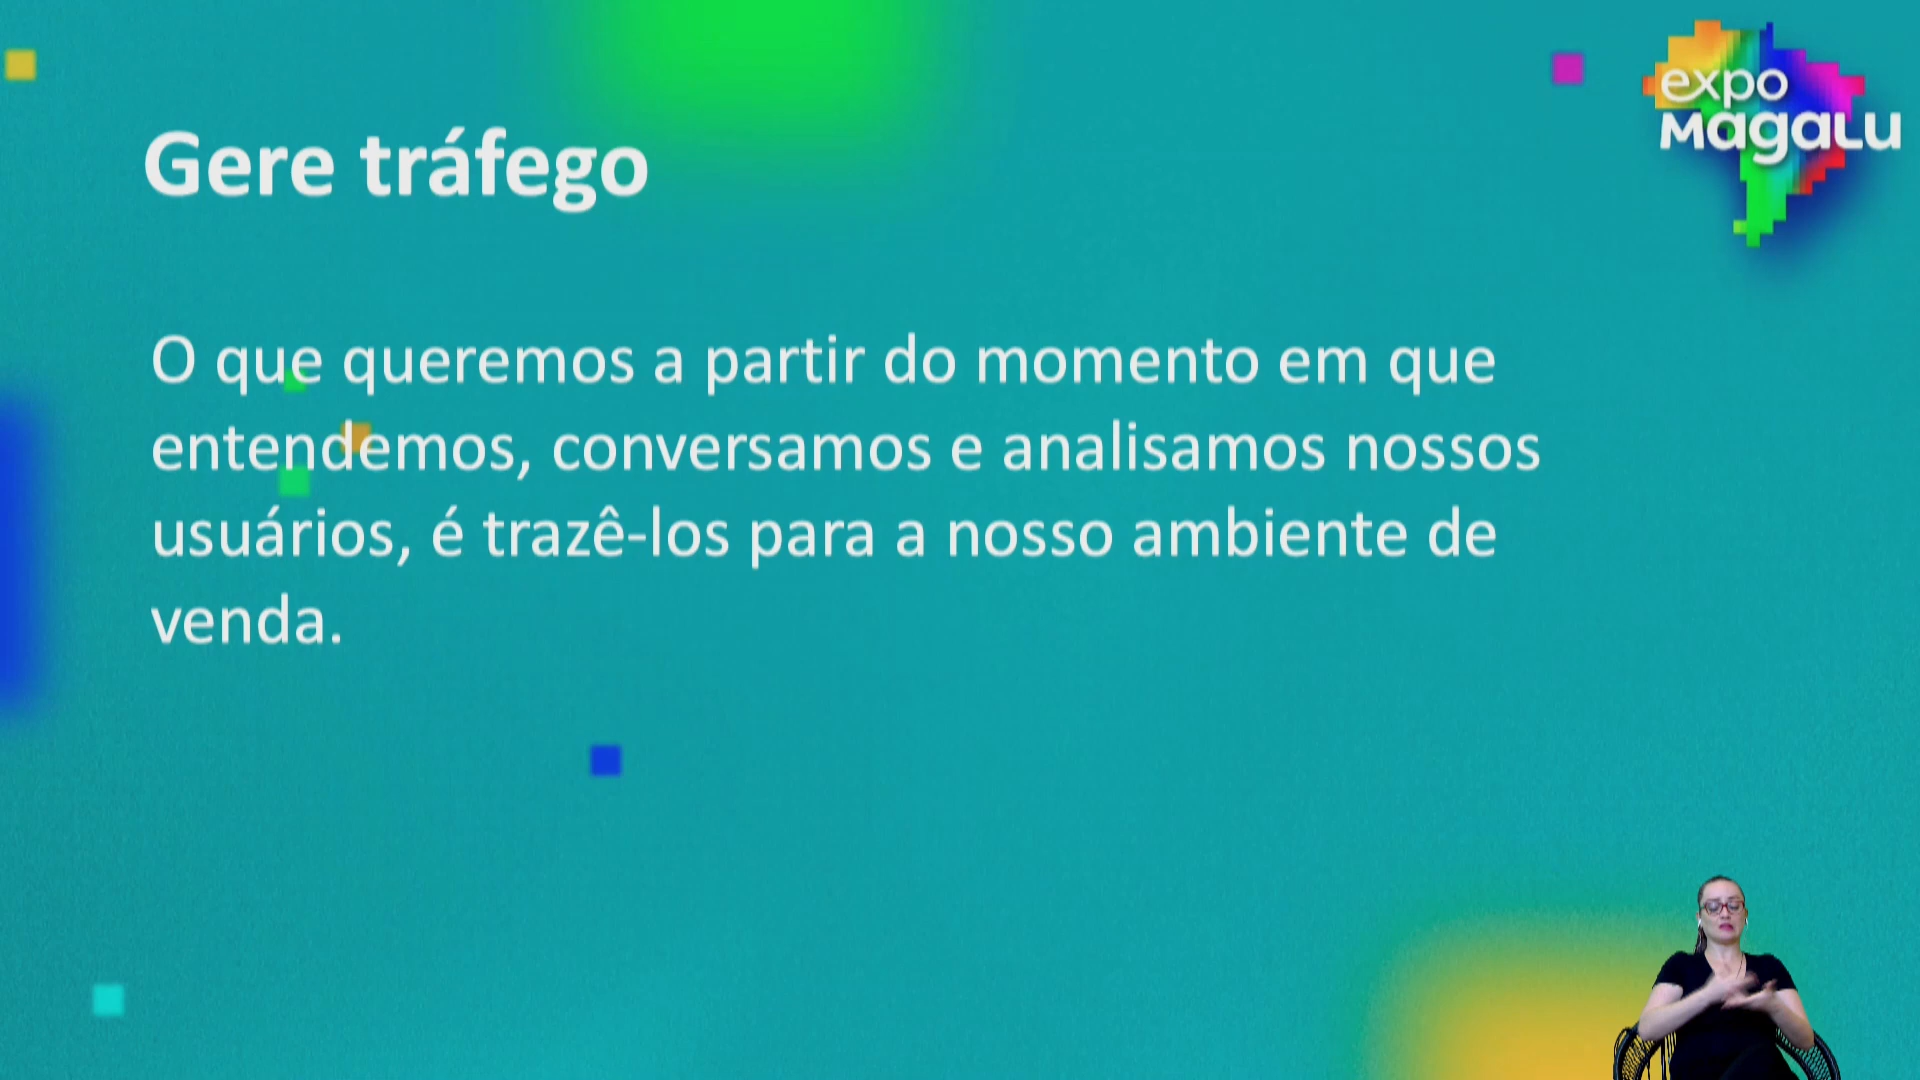 expo
magalu
Gere tráfego
O que queremos a partir do momento em que
entendemos, conversamos e analisamos nossos
usuários, é trazê-los para a nosso ambiente de
venda.